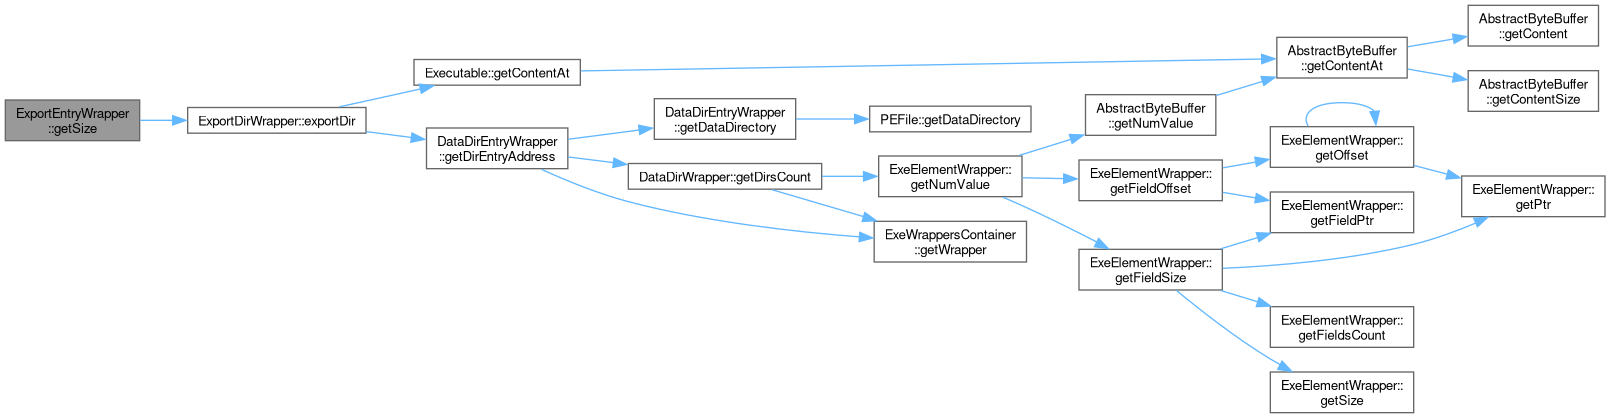 ExportEntryWrapper
::getSize
ExportDirWrapper::exportDir
Executable::getContentAt
DataDirEntryWrapper
::getDirEntryAddress
DataDirEntryWrapper
::getDataDirectory
DataDirWrapper::getDirsCount
PEFile::getDataDirectory
ExeElementWrapper::
getNumValue
ExeWrappersContainer
::getWrapper
AbstractByteBuffer
::getNumValue
ExeElementWrapper::
getFieldOffset
ExeElementWrapper::
getFieldSize
AbstractByteBuffer
::getContentAt
ExeElementWrapper::
getOffset
ExeElementWrapper::
getFieldPtr
ExeElementWrapper::
getFieldsCount
ExeElementWrapper::
getSize
AbstractByteBuffer
::getContent
AbstractByteBuffer
::getContentSize
ExeElementWrapper::
getPtr